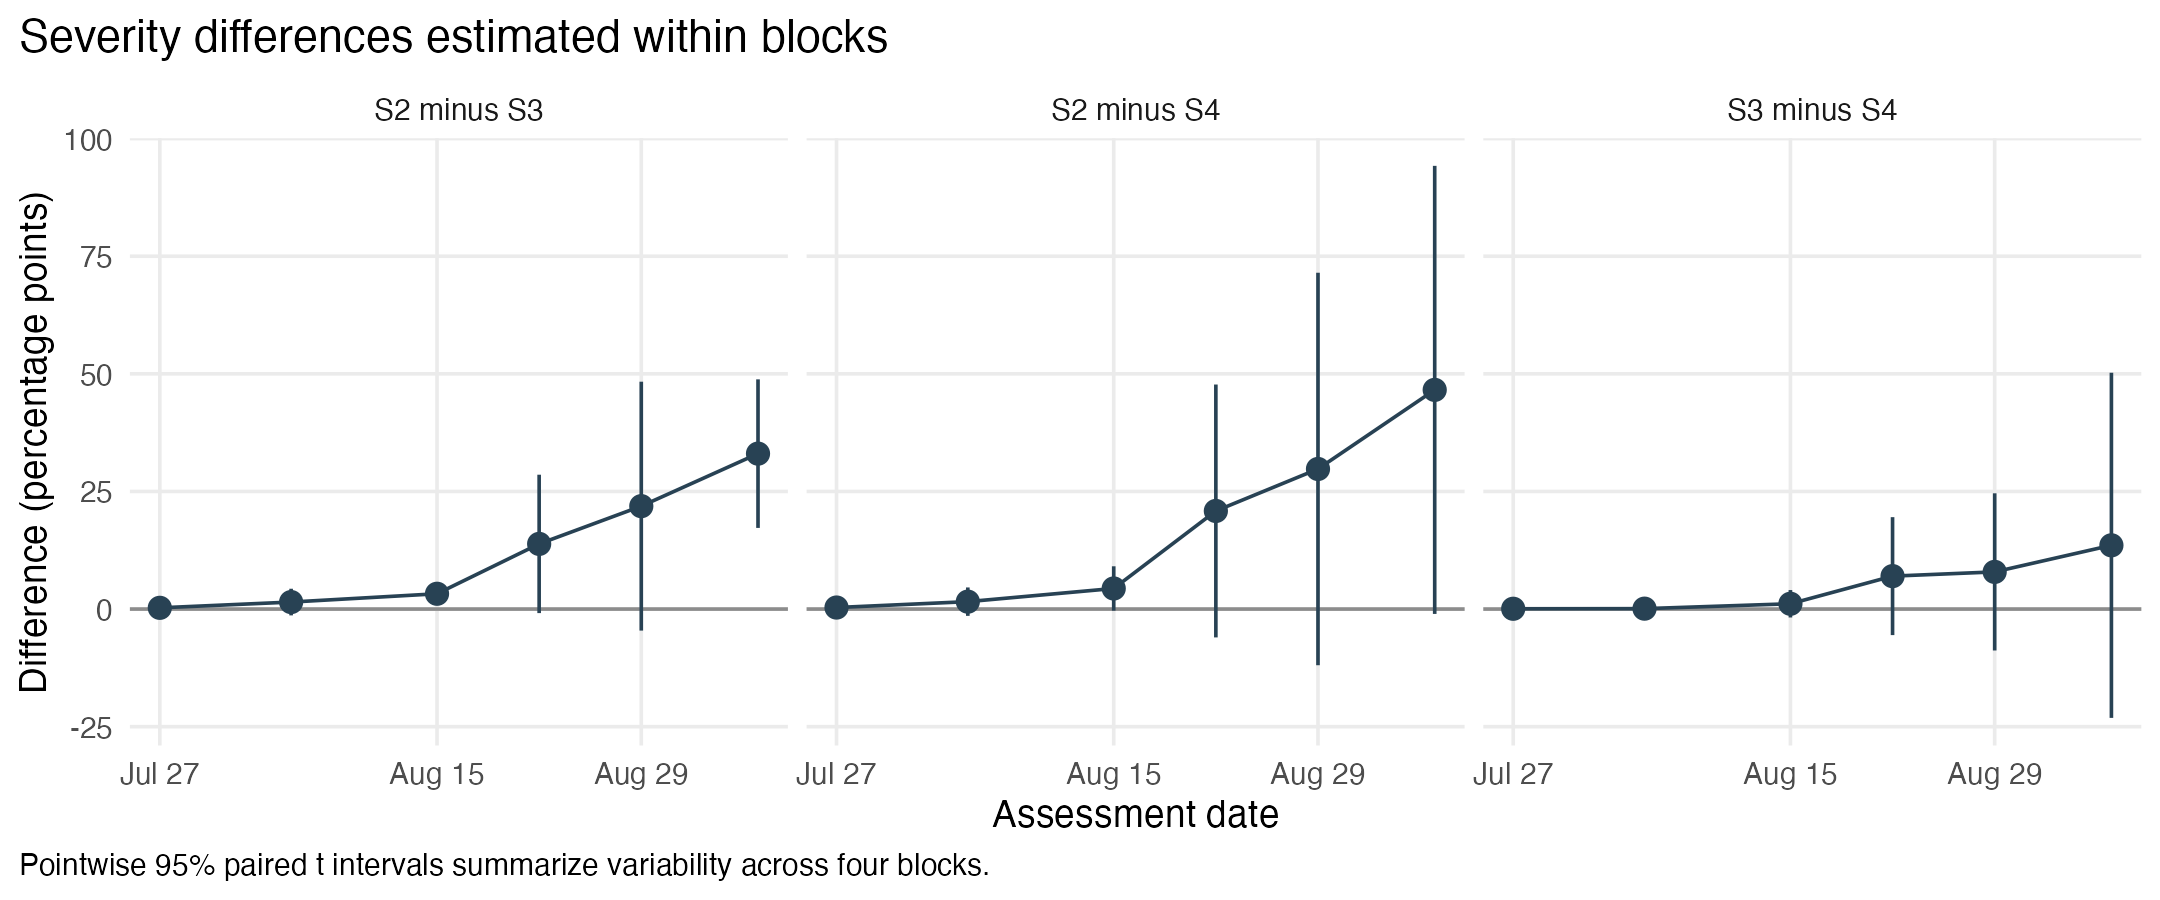 Severity differences estimated within blocks
S2 minus S3
S2 minus S4
S3 minus S4
Difference (percentage points)
100
75
50
25
0
-25
Jul 27
Aug 15
Aug 29
Jul 27
Aug 15
Aug 29
Jul 27
Aug 15
Aug 29
Assessment date
Pointwise 95% paired t intervals summarize variability across four blocks.